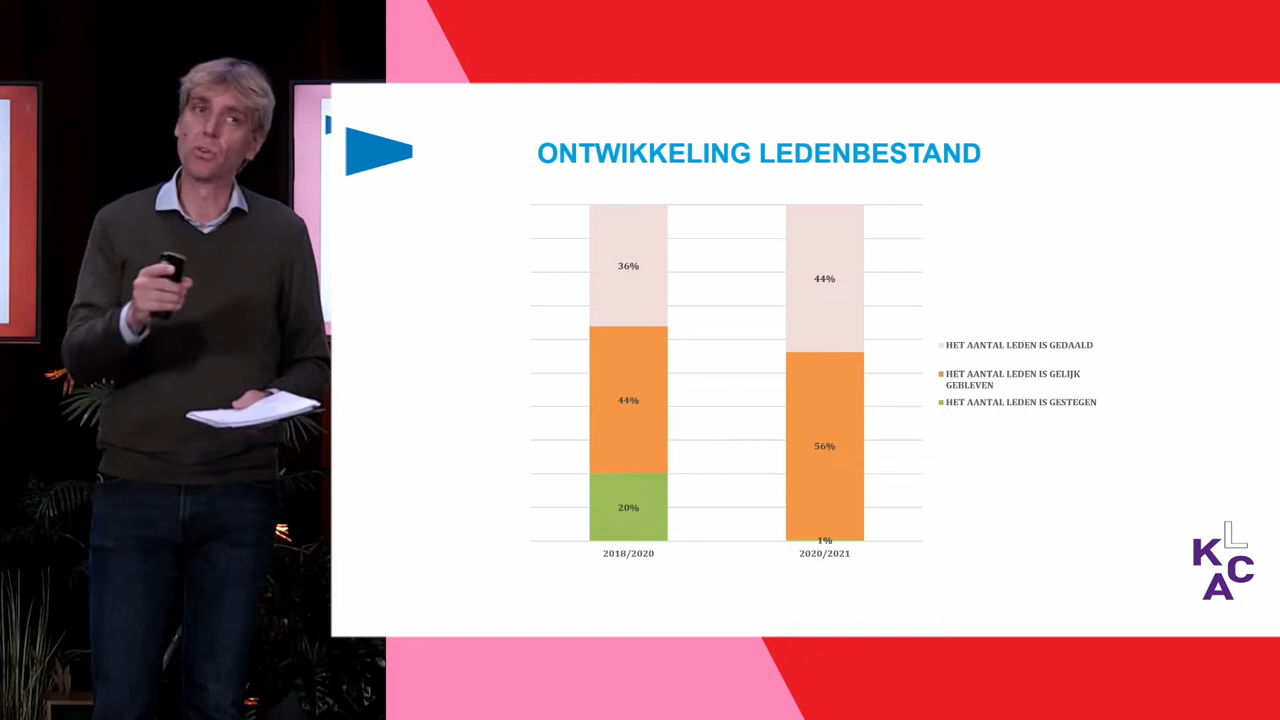 ONTWIKKELING LEDENBESTAND
36%
44%
44%
56%
20%
1%
2018/2020
2020/2021
HET AANTAL LEDEN IS GEDAALD
HET AANTAL LEDEN IS GELIJK
GEBLEVEN
HET AANTAL LEDEN IS GESTEGEN
L
K
C
A